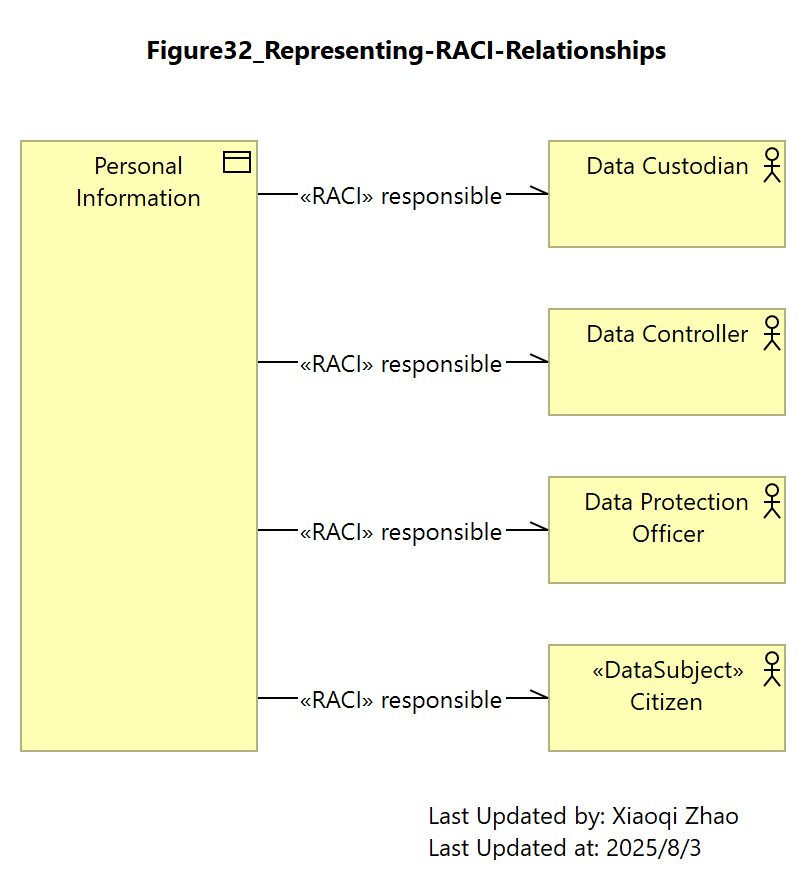 Figure32_Representing-RACI-Relationships
Personal
Information
«RACI» responsible
Data Custodian
«RACI» responsible
Data Controller
«RACI» responsible
Data Protection
Officer
«RACI» responsible
«DataSubject»
Citizen
Last Updated by: Xiaoqi Zhao
Last Updated at: 2025/8/3